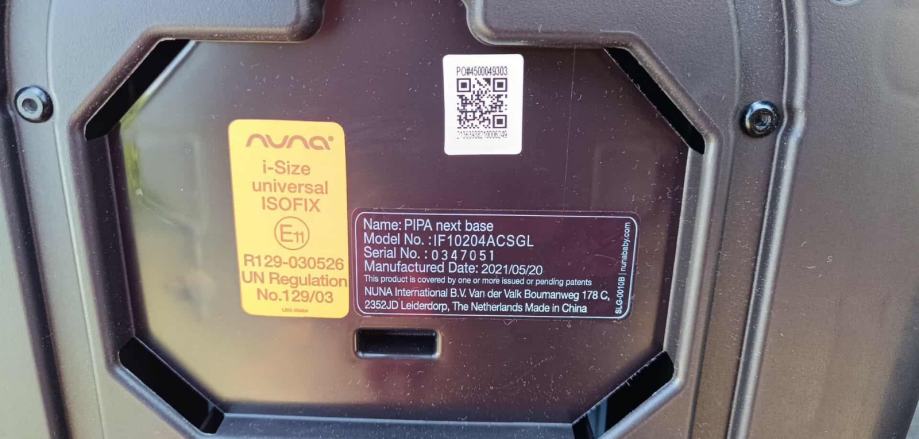 PO#4500049303
nuna
i-Size
universal
ISOFIX
E11
R129-030526
UN Regulation
No.129/03
Name: PIPA next base
Model No. :IF10204ACSGL
Serial No. : 0347051
Manufactured Date: 2021/05/20
This product is covered by one or more issued or pending patents
NUNA International B.V. Van der Valk Boumanweg 178 C,
2352JD Leiderdorp, The Netherlands Made in China
SLG-0010B | nunababy.com